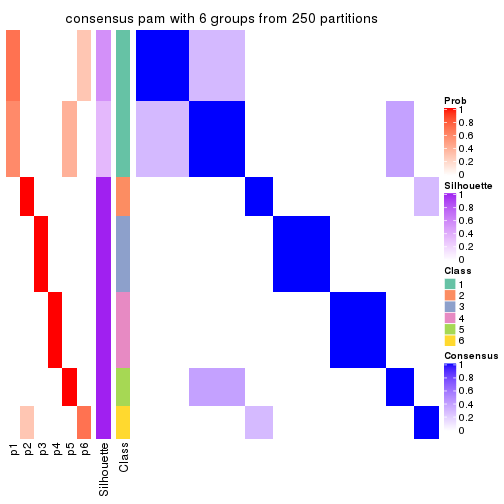 consensus pam with 6 groups from 250 partitions
Prob
1
0.8
0.6
0.4
0.2
0
Silhouette
1
0.8
0.6
0.4
0.2
0
Class
1
2
3
4
5
6
Consensus
1
0.8
0.6
0.4
0.2
0
p1
p2
p3
p4
p5
p6
Silhouette
Class